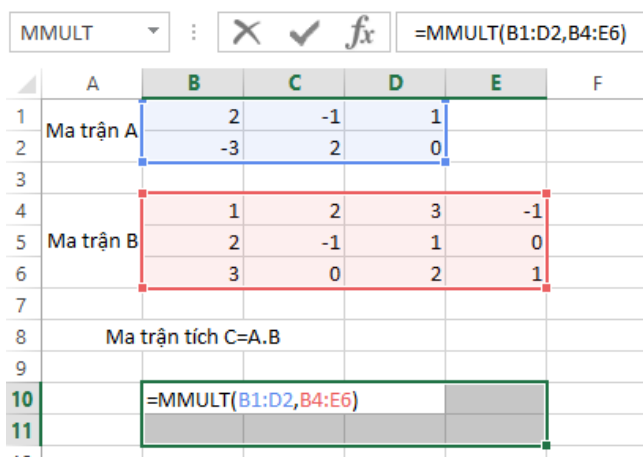 MMULT fx =MMULT(B1:D2,B4:E6)
A B C D E F
1 Ma trận A 2 -1 1
2 -3 2 0
3
4 1 2 3 -1
5 Ma trận B 2 -1 1 0
6 3 0 2 1
7
8 Ma trận tích C=A.B
9
10 =MMULT(B1:D2,B4:E6)
11